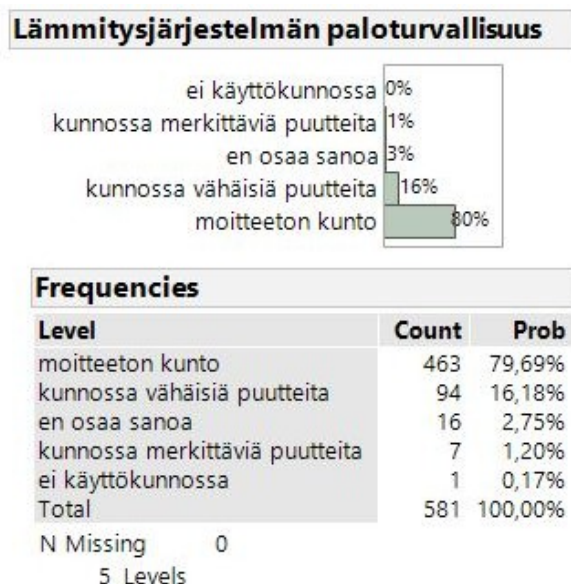 Lämmitysjärjestelmän paloturvallisuus
ei käyttökunnossa 0%
kunnossa merkittäviä puutteita 1%
en osaa sanoa 3%
kunnossa vähäisiä puutteita 16%
moitteeton kunto 80%
Frequencies
Level Count Prob
moitteeton kunto 463 79,69%
kunnossa vähäisiä puutteita 94 16,18%
en osaa sanoa 16 2,75%
kunnossa merkittäviä puutteita 7 1,20%
ei käyttökunnossa 1 0,17%
Total 581 100,00%
N Missing 0
5 Levels